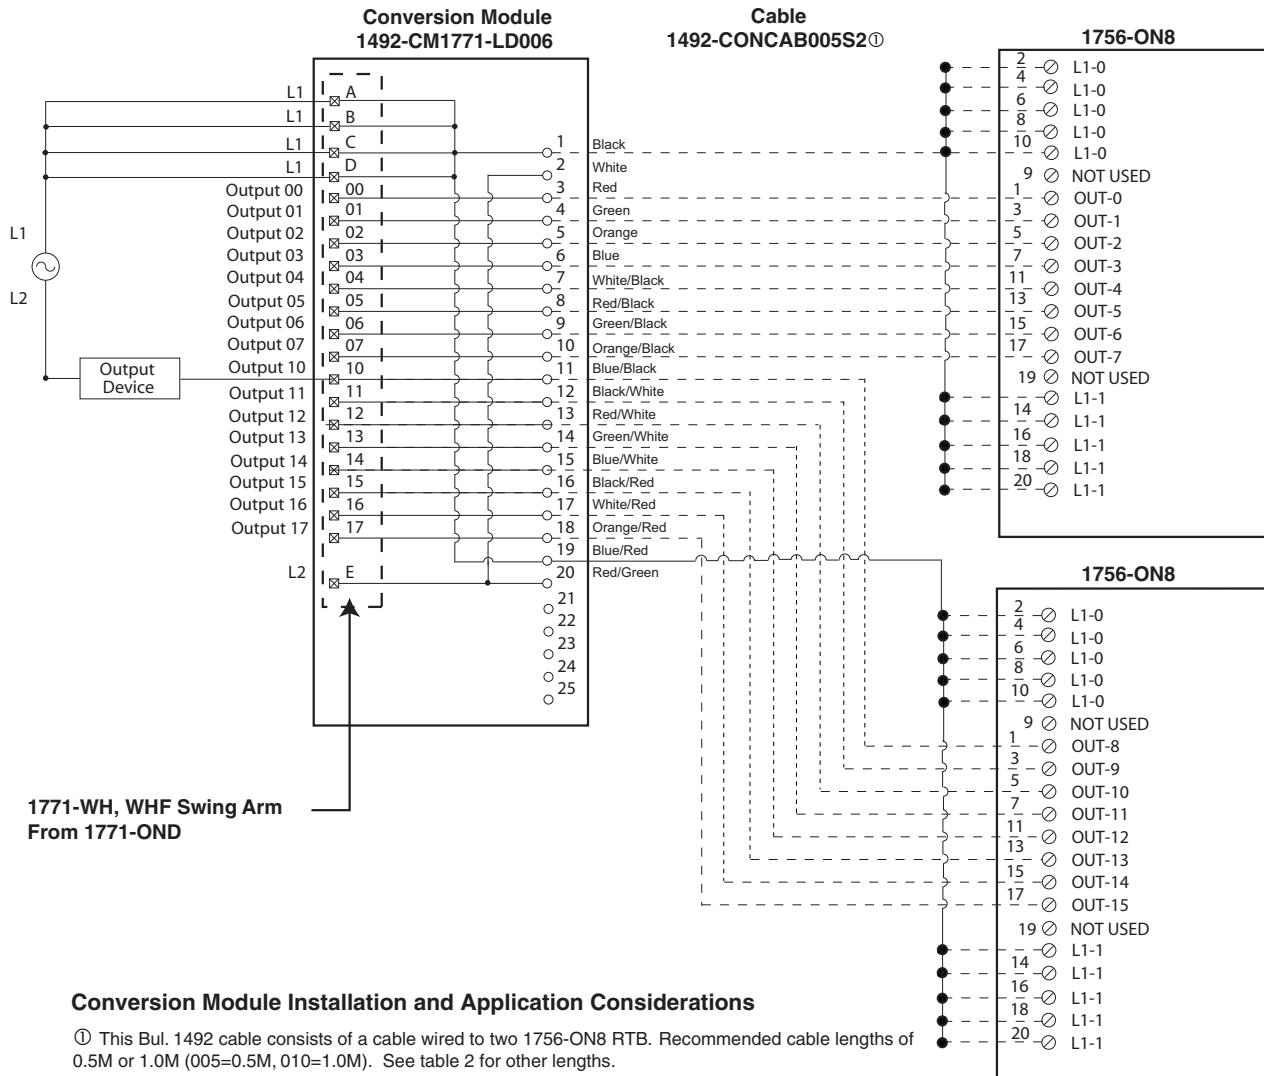 Conversion Module
1492-CM1771-LD006
Cable
1492-CONCAB005S2①
1756-ON8
L1 A
L1 B
L1 C
L1 D
Output 00 00
Output 01 01
Output 02 02
Output 03 03
Output 04 04
Output 05 05
Output 06 06
Output 07 07
Output 10 10
Output 11 11
Output 12 12
Output 13 13
Output 14 14
Output 15 15
Output 16 16
Output 17 17
L2 E
L1
L2
Output
Device
1 Black
2 White
3 Red
4 Green
5 Orange
6 Blue
7 White/Black
8 Red/Black
9 Green/Black
10 Orange/Black
11 Blue/Black
12 Black/White
13 Red/White
14 Green/White
15 Blue/White
16 Black/Red
17 White/Red
18 Orange/Red
19 Blue/Red
20 Red/Green
21
22
23
24
25
2 L1-0
4 L1-0
6 L1-0
8 L1-0
10 L1-0
9 NOT USED
1 OUT-0
3 OUT-1
5 OUT-2
7 OUT-3
11 OUT-4
13 OUT-5
15 OUT-6
17 OUT-7
19 NOT USED
L1-1
14 L1-1
16 L1-1
18 L1-1
20 L1-1
1756-ON8
2 L1-0
4 L1-0
6 L1-0
8 L1-0
10 L1-0
9 NOT USED
1 OUT-8
3 OUT-9
5 OUT-10
7 OUT-11
11 OUT-12
13 OUT-13
15 OUT-14
17 OUT-15
19 NOT USED
L1-1
14 L1-1
16 L1-1
18 L1-1
20 L1-1
1771-WH, WHF Swing Arm
From 1771-OND
Conversion Module Installation and Application Considerations
① This Bul. 1492 cable consists of a cable wired to two 1756-ON8 RTB. Recommended cable lengths of
0.5M or 1.0M (005=0.5M, 010=1.0M). See table 2 for other lengths.